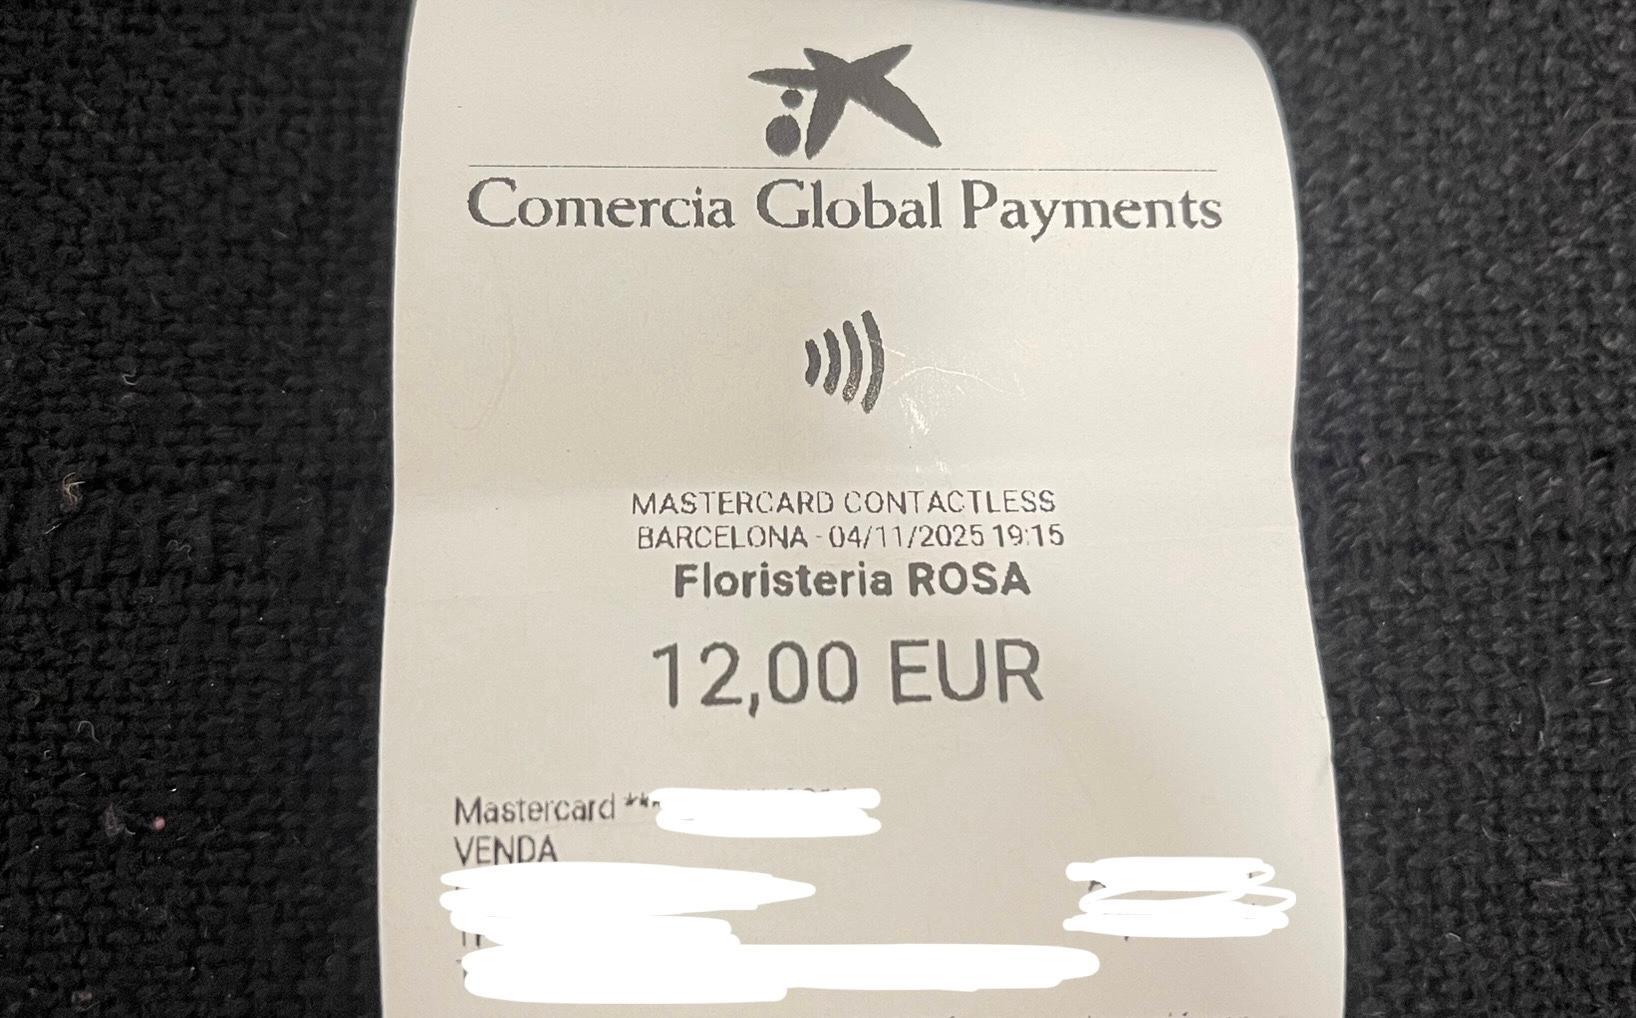 Comercia Global Payments
MASTERCARD CONTACTLESS
BARCELONA - 04/11/2025 19:15
Floristeria ROSA
12,00 EUR
Mastercard **
VENDA